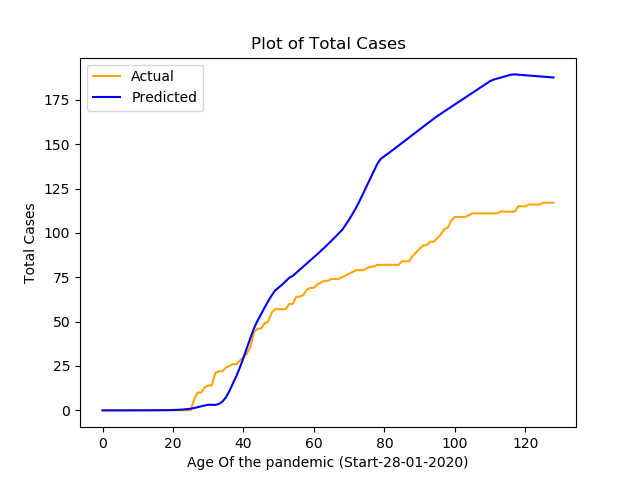 Plot of Total Cases
Actual
Predicted
Total Cases
175
150
125
100
75
50
25
0
0 20 40 60 80 100 120
Age Of the pandemic (Start-28-01-2020)